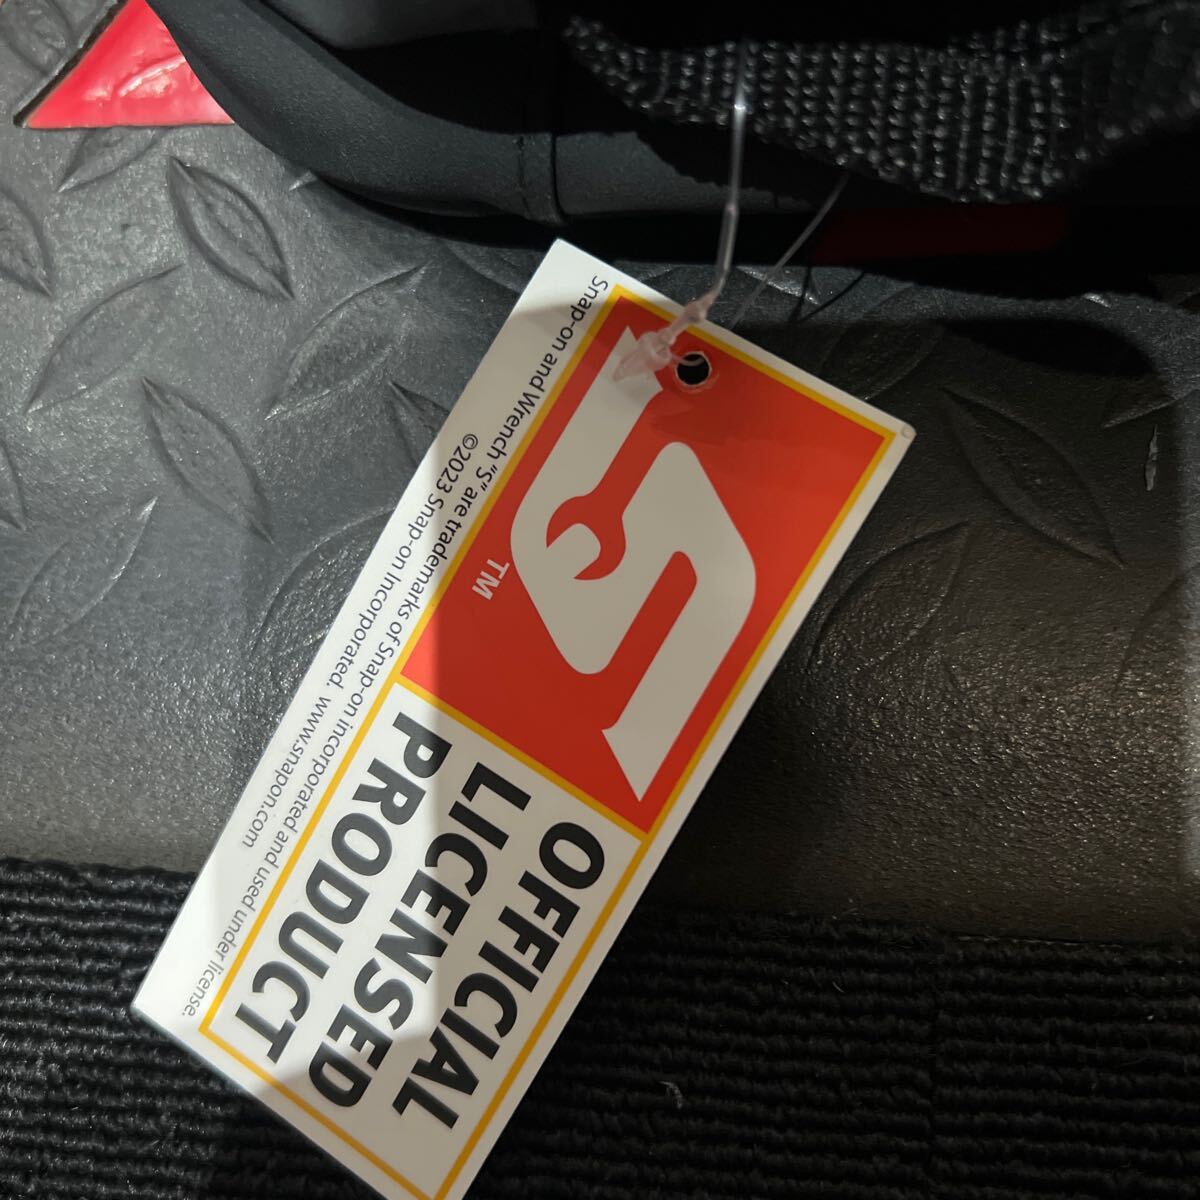 TM
OFFICIAL
LICENSED
PRODUCT
Snap-on and Wrench "S" are trademarks of Snap-on incorporated and used under license.
©2023 Snap-on Incorporated. www.snapon.com